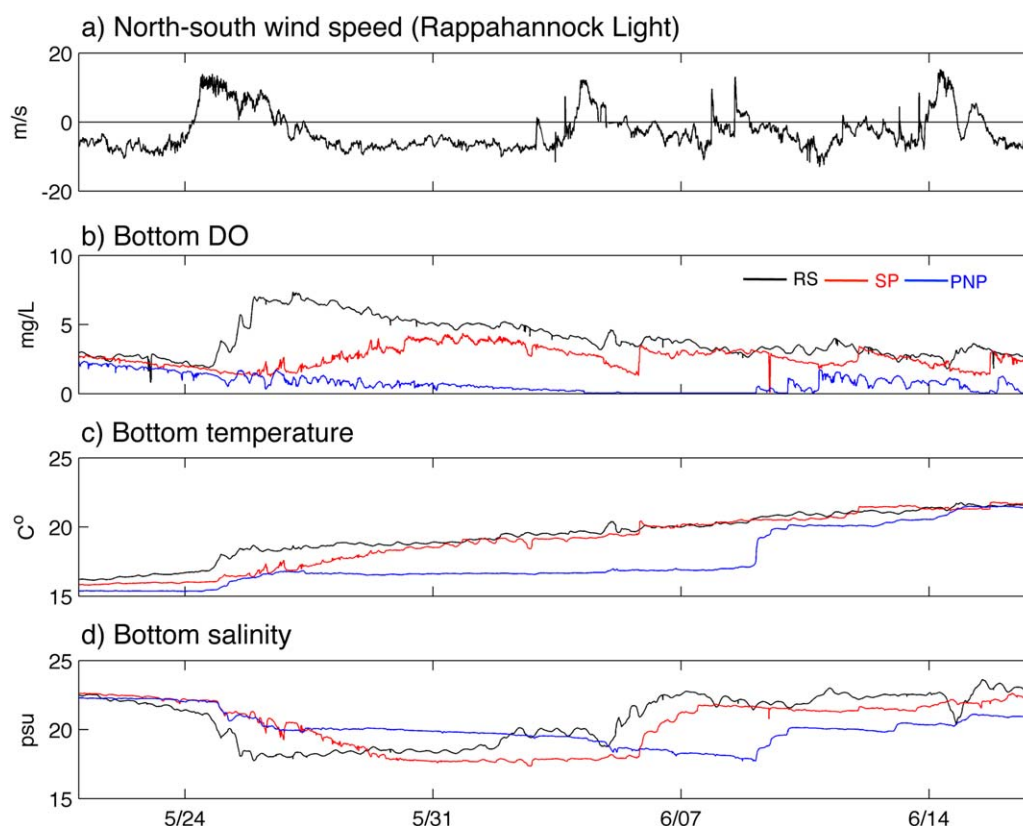 a) North-south wind speed (Rappahannock Light)
20
0
-20
m/s
b) Bottom DO
10
5
0
mg/L
RS SP PNP
c) Bottom temperature
25
20
15
C°
d) Bottom salinity
25
20
15
psu
5/24 5/31 6/07 6/14